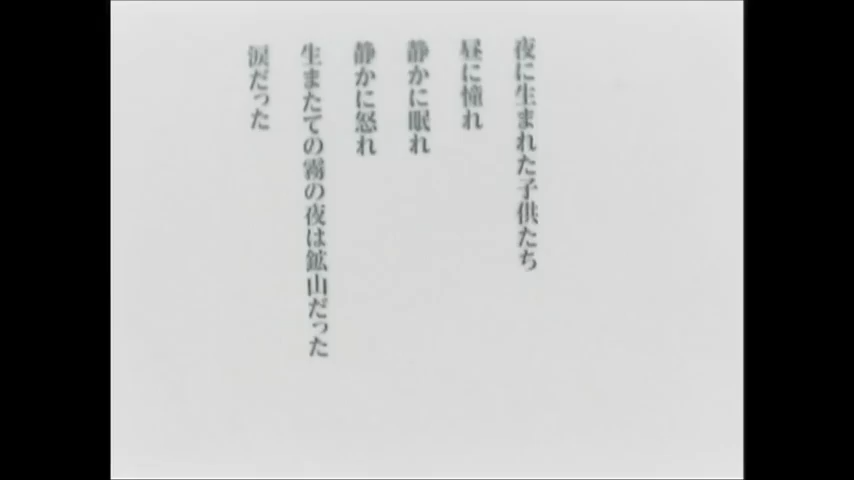 夜に生まれた子供たち
昼に憧れ
静かに眠れ
静かに怒れ
生またての霧の夜は鉱山だった
涙だった